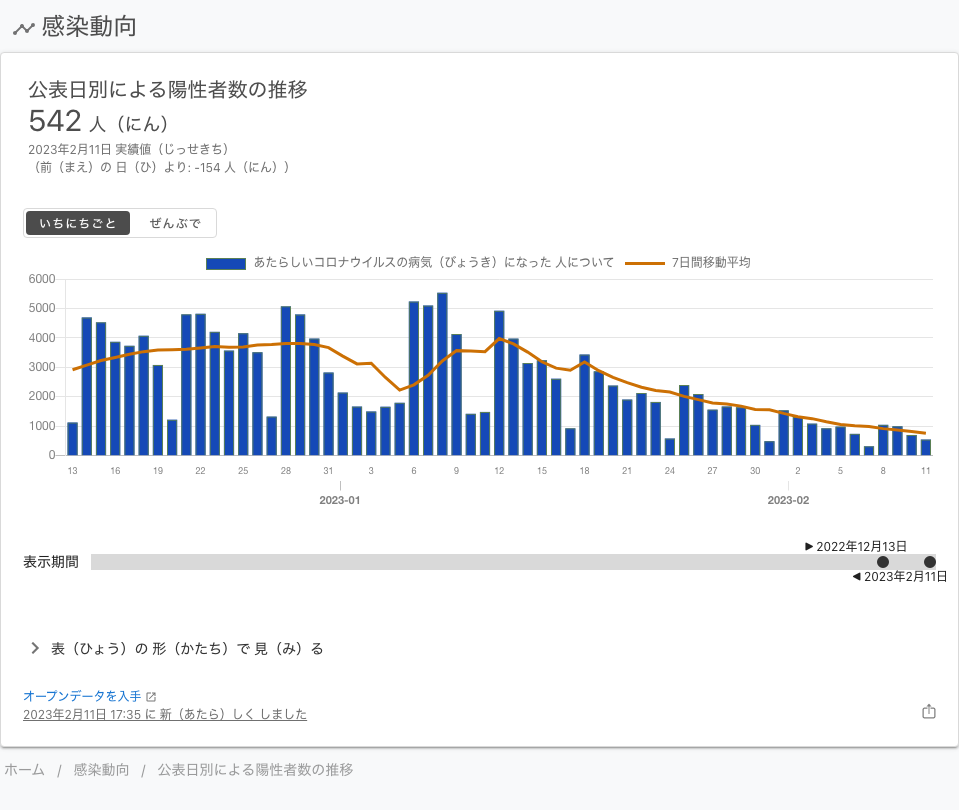 感染動向
公表日別による陽性者数の推移
542 人（にん）
2023年2月11日 実績値（じっせきち）
（前（まえ）の 日（ひ）より: -154 人（にん））
いちにちごと ぜんぶで
あたらしいコロナウイルスの病気（びょうき）になった 人について 7日間移動平均
6000
5000
4000
3000
2000
1000
0
13 16 19 22 25 28 31 3 6 9 12 15 18 21 24 27 30 2 5 8 11
2023-01 2023-02
▶ 2022年12月13日
表示期間
◀ 2023年2月11日
表（ひょう）の 形（かたち）で 見（み）る
オープンデータを入手
2023年2月11日 17:35 に 新（あたら）しく しました
ホーム / 感染動向 / 公表日別による陽性者数の推移